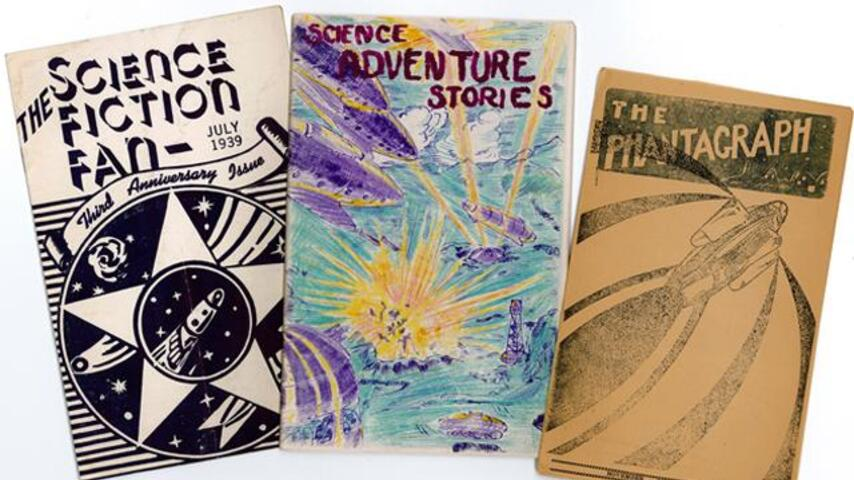 THE
SCIENCE
FICTION
FAN-
JULY
1939
Third Anniversary Issue
SCIENCE
ADVENTURE
STORIES
THE
PHANTAGRAPH